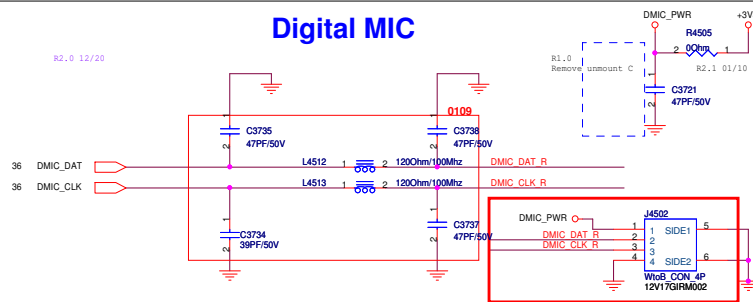 Digital MIC
DMIC_PWR
+3V
R4505
0Ohm
2
1
R2.0 12/20
R1.0
Remove unmount C
R2.1 01/10
1
C3721
47PF/50V
2
0109
1
C3735
47PF/50V
2
1
C3738
47PF/50V
2
36 DMIC_DAT
L4512
1
2
120Ohm/100Mhz
DMIC_DAT_R
36 DMIC_CLK
L4513
1
2
120Ohm/100Mhz
DMIC_CLK_R
1
C3734
39PF/50V
2
1
C3737
47PF/50V
2
J4502
DMIC_PWR
1
1
SIDE1
5
DMIC_DAT_R
2
2
DMIC_CLK_R
3
3
4
4
SIDE2
6
WtoB_CON_4P
12V17GIRM002